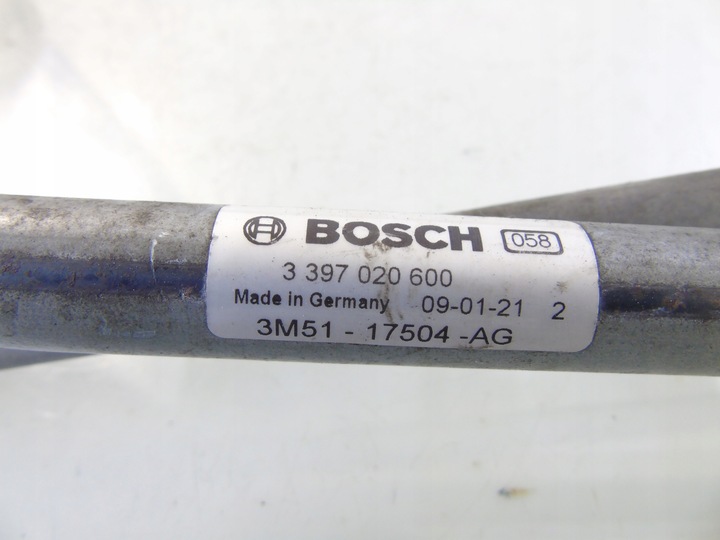 BOSCH 058
3 397 020 600
Made in Germany 09-01-21 2
3M51 - 17504 -AG